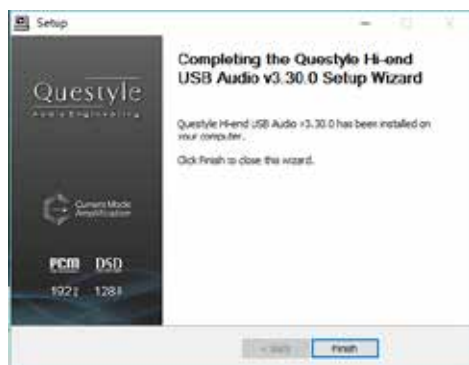 Setup
Completing the Questyle Hi-end
USB Audio v3.30.0 Setup Wizard
Questyle
Audio Engineering
Questyle Hi-end USB Audio v3.30.0 has been installed on
your computer.
Click Finish to close this wizard.
Current Mode
Amplification
PCM DSD
< Back
Finish